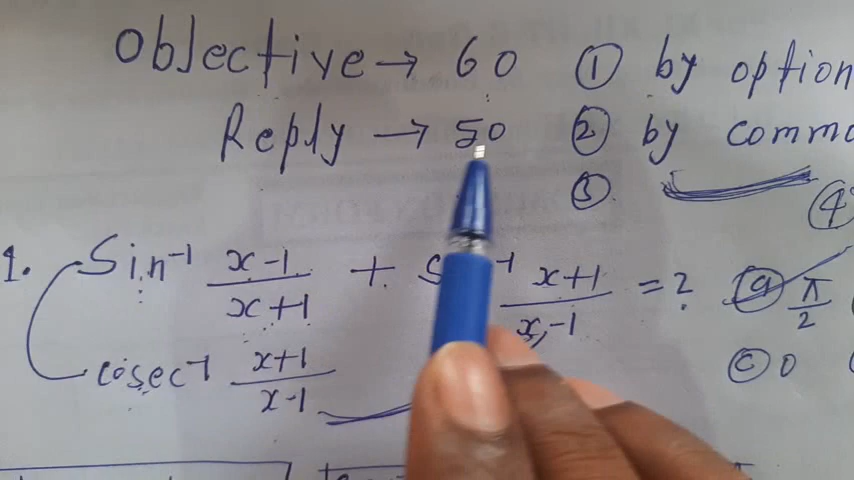 Objective → 60 ① by option
Reply → 50 ② by
③ ④
1. Sin⁻¹ x-1/x+1 + x+1/x-1 = ? ⓐ π/2
cosec⁻¹ x+1/x-1 ⓒ 0